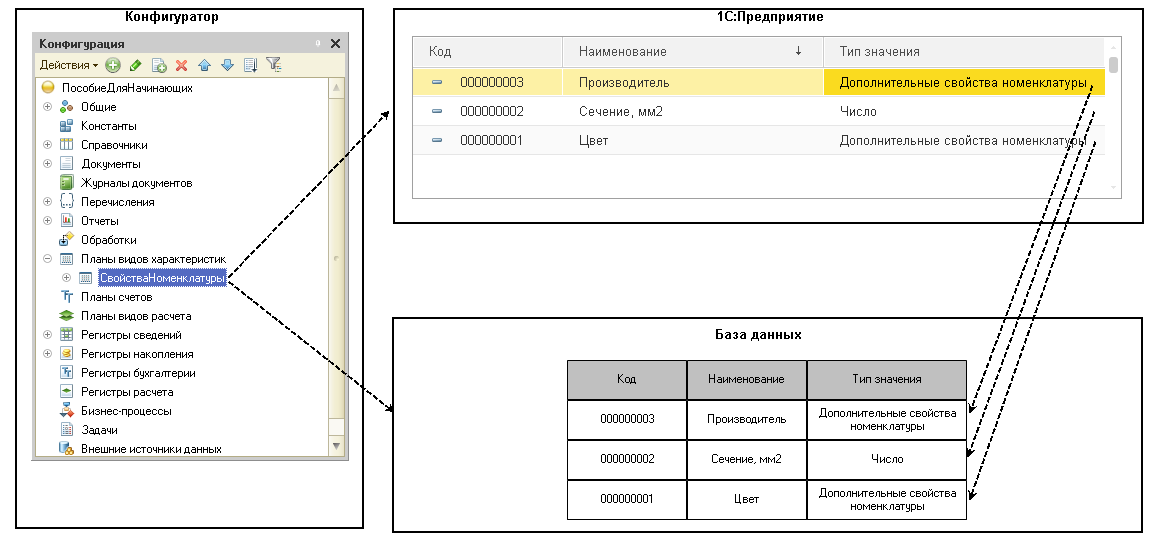 Конфигуратор
Конфигурация
Действия
ПособиеДляНачинающих
Общие
Константы
Справочники
Документы
Журналы документов
Перечисления
Отчеты
Обработки
Планы видов характеристик
СвойстваНоменклатуры
Планы счетов
Планы видов расчета
Регистры сведений
Регистры накопления
Регистры бухгалтерии
Регистры расчета
Бизнес-процессы
Задачи
Внешние источники данных
1С:Предприятие
Код Наименование ↓ Тип значения
000000003 Производитель Дополнительные свойства номенклатуры
000000002 Сечение, мм2 Число
000000001 Цвет Дополнительные свойства номенклатуры
База данных
Код Наименование Тип значения
000000003 Производитель Дополнительные свойства
номенклатуры
000000002 Сечение, мм2 Число
000000001 Цвет Дополнительные свойства
номенклатуры